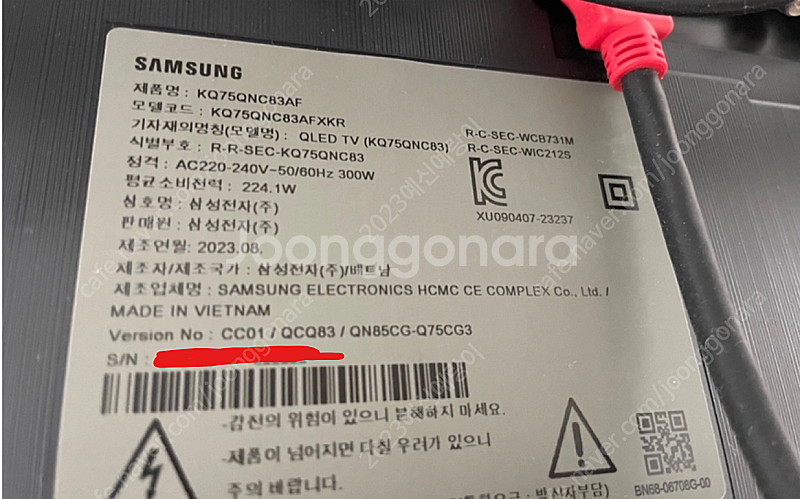 SAMSUNG
제품명 : KQ75QNC83AF
모델코드 : KQ75QNC83AFXKR
기자재의명칭(모델명) : QLED TV (KQ75QNC83)
식별부호 : R-R-SEC-KQ75QNC83
정격 : AC220-240V~50/60Hz 300W
평균소비전력 : 224.1W
상호명 : 삼성전자(주)
판매원 : 삼성전자(주)
제조연월: 2023.08.
제조자/제조국가 : 삼성전자(주)/베트남
제조업체명 : SAMSUNG ELECTRONICS HCMC CE COMPLEX Co., Ltd. /
MADE IN VIETNAM
Version No : CC01 / QCQ83 / QN85CG-Q75CG3
S/N :
R-C-SEC-WCB731M
R-C-SEC-WIC212S
XU090407-23237
-감전의 위험이 있으니 분해하지 마세요.
-제품이 넘어지면 다칠 우려가 있으니
주의 바랍니다.
BN68-06708G-00
Joonggonara
cafe.naver.com/joonggonara